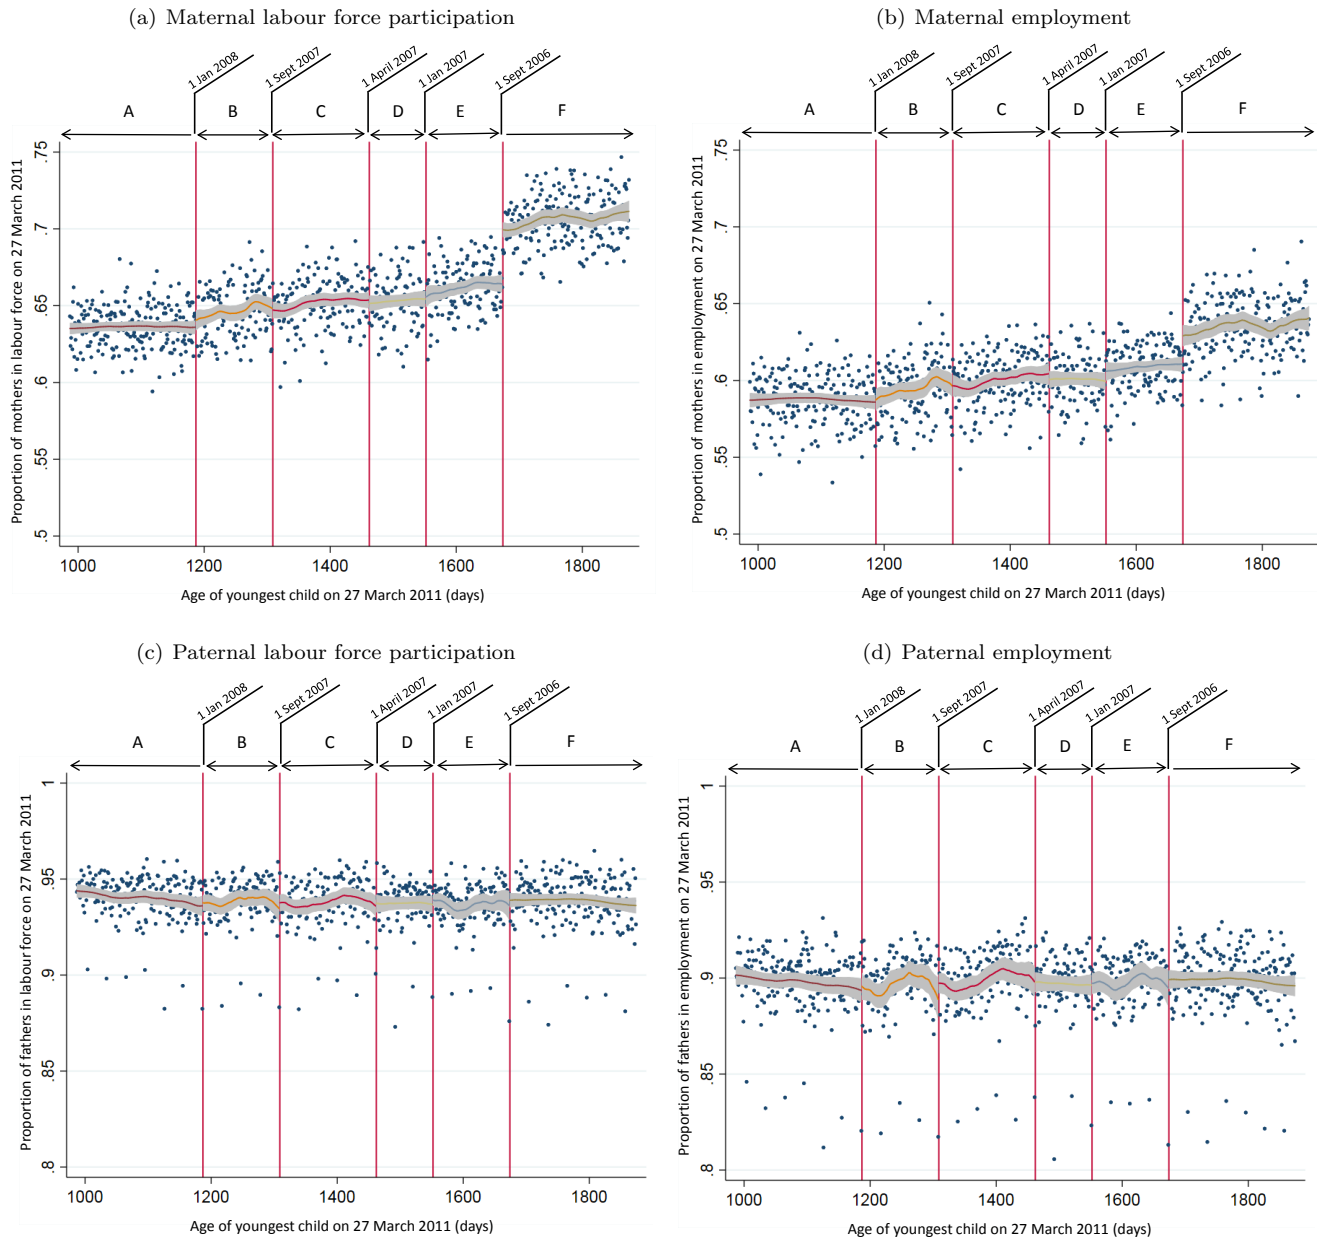 (a) Maternal labour force participation
1 Jan 2008
1 Sept 2007
1 April 2007
1 Jan 2007
1 Sept 2006
A
B
C
D
E
F
Proportion of mothers in labour force on 27 March 2011
.75
.7
.65
.6
.55
.5
1000
1200
1400
1600
1800
Age of youngest child on 27 March 2011 (days)
(b) Maternal employment
1 Jan 2008
1 Sept 2007
1 April 2007
1 Jan 2007
1 Sept 2006
A
B
C
D
E
F
Proportion of mothers in employment on 27 March 2011
.75
.7
.65
.6
.55
.5
1000
1200
1400
1600
1800
Age of youngest child on 27 March 2011 (days)
(c) Paternal labour force participation
1 Jan 2008
1 Sept 2007
1 April 2007
1 Jan 2007
1 Sept 2006
A
B
C
D
E
F
Proportion of fathers in labour force on 27 March 2011
1
.95
.9
.85
.8
1000
1200
1400
1600
1800
Age of youngest child on 27 March 2011 (days)
(d) Paternal employment
1 Jan 2008
1 Sept 2007
1 April 2007
1 Jan 2007
1 Sept 2006
A
B
C
D
E
F
Proportion of fathers in employment on 27 March 2011
1
.95
.9
.85
.8
1000
1200
1400
1600
1800
Age of youngest child on 27 March 2011 (days)